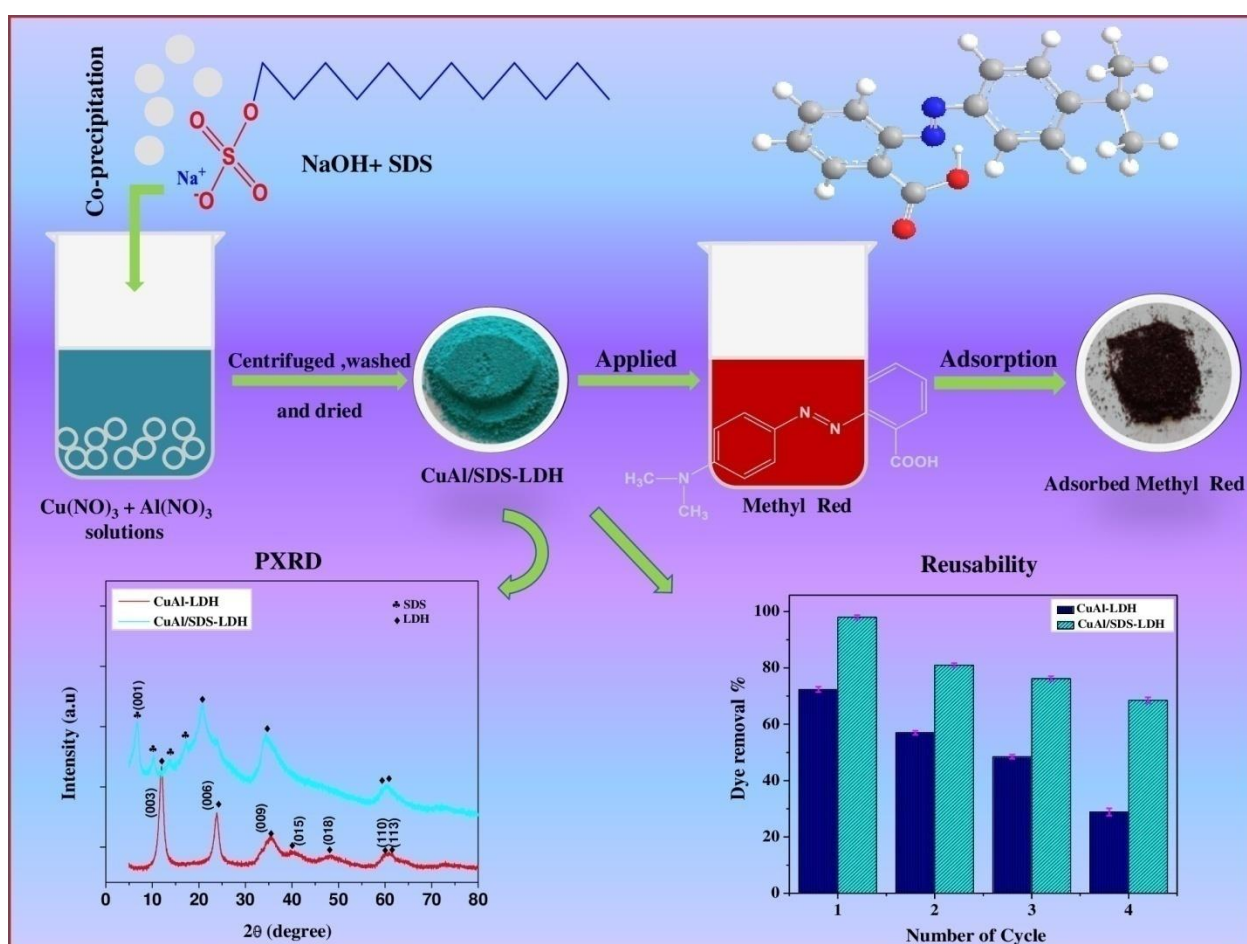 Co-precipitation
O
O
S
O
Na⁺
⁻O
NaOH+ SDS
Centrifuged ,washed
and dried
Applied
Adsorption
Cu(NO)₃ + Al(NO)₃
solutions
CuAl/SDS-LDH
N
N
COOH
H₃C
N
CH₃
Methyl Red
Adsorbed Methyl Red
PXRD
CuAl-LDH
CuAl/SDS-LDH
♣ SDS
♦ LDH
(001)
(003)
(006)
(009)
(015)
(018)
(110)
(113)
Intensity (a.u)
0 10 20 30 40 50 60 70 80
2θ (degree)
Reusability
CuAl-LDH
CuAl/SDS-LDH
100
80
60
40
20
0
Dye removal %
1 2 3 4
Number of Cycle